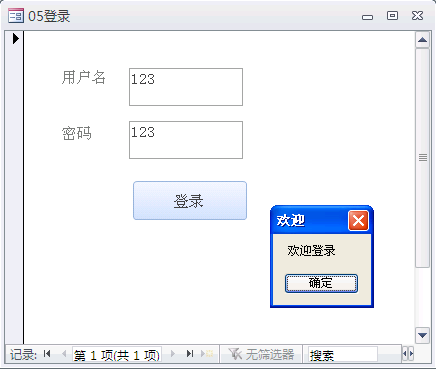 05登录
用户名 123
密码 123
登录
欢迎
欢迎登录
确定
记录: 第 1 项(共 1 项) 无筛选器 搜索